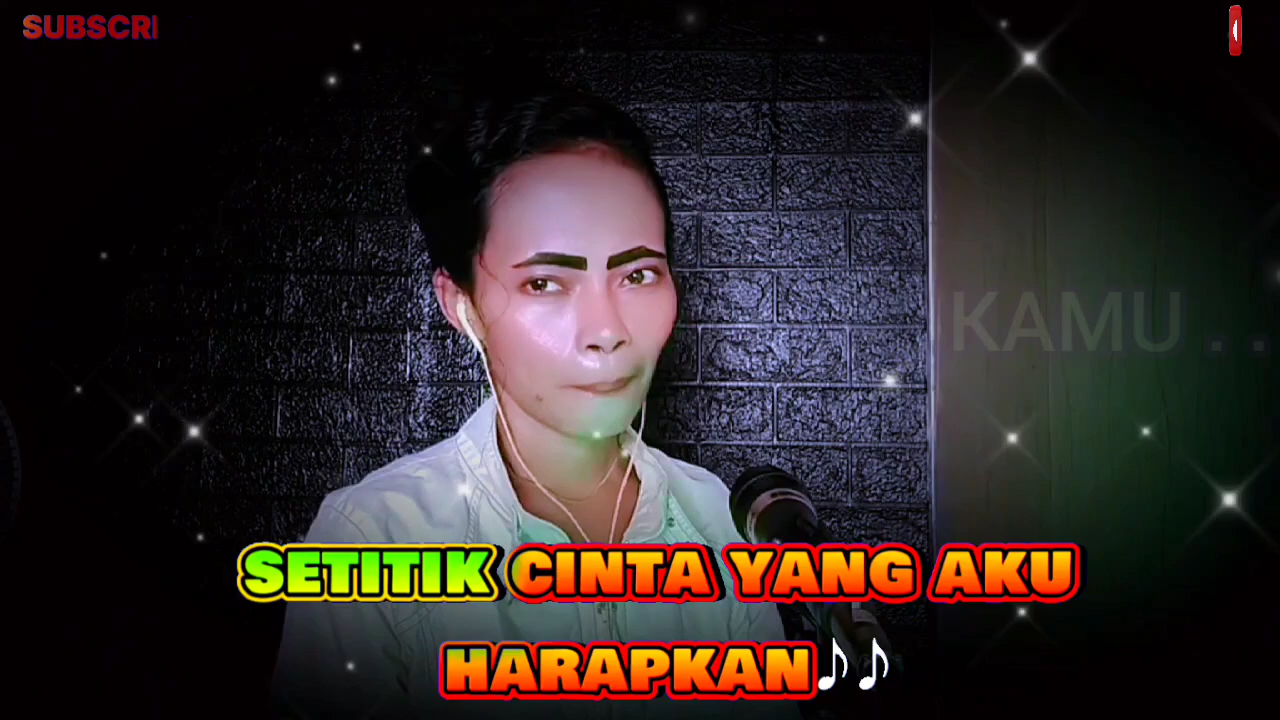 SUBSCRI
KAMU . .
SETITIK CINTA YANG AKU
HARAPKAN